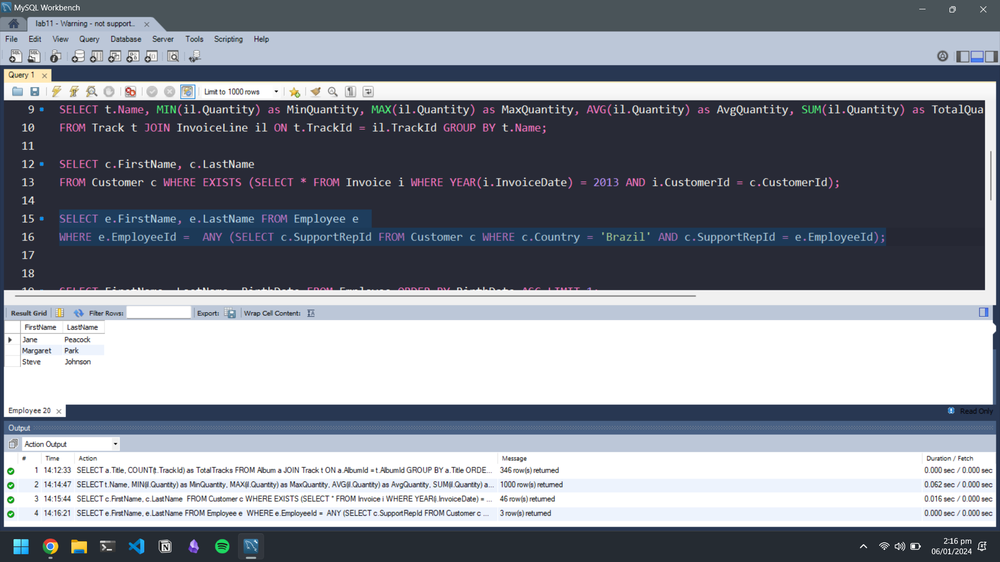 MySQL Workbench
lab11 - Warning - not support...
File Edit View Query Database Server Tools Scripting Help
Query 1
Limit to 1000 rows
9 SELECT t.Name, MIN(il.Quantity) as MinQuantity, MAX(il.Quantity) as MaxQuantity, AVG(il.Quantity) as AvgQuantity, SUM(il.Quantity) as TotalQua
10 FROM Track t JOIN InvoiceLine il ON t.TrackId = il.TrackId GROUP BY t.Name;
11
12 SELECT c.FirstName, c.LastName
13 FROM Customer c WHERE EXISTS (SELECT * FROM Invoice i WHERE YEAR(i.InvoiceDate) = 2013 AND i.CustomerId = c.CustomerId);
14
15 SELECT e.FirstName, e.LastName FROM Employee e
16 WHERE e.EmployeeId =  ANY (SELECT c.SupportRepId FROM Customer c WHERE c.Country = 'Brazil' AND c.SupportRepId = e.EmployeeId);
17
18
19 SELECT FirstName, LastName, BirthDate FROM Employee ORDER BY BirthDate ASC LIMIT 1;
Result Grid Filter Rows: Export: Wrap Cell Content:
FirstName LastName
Jane Peacock
Margaret Park
Steve Johnson
Employee 20 Read Only
Output
Action Output
# Time Action Message Duration / Fetch
1 14:12:33 SELECT a.Title, COUNT(t.TrackId) as TotalTracks FROM Album a JOIN Track t ON a.AlbumId = t.AlbumId GROUP BY a.Title ORDE... 346 row(s) returned 0.000 sec / 0.000 sec
2 14:14:47 SELECT t.Name, MIN(il.Quantity) as MinQuantity, MAX(il.Quantity) as MaxQuantity, AVG(il.Quantity) as AvgQuantity, SUM(il.Quantity) a... 1000 row(s) returned 0.062 sec / 0.000 sec
3 14:15:44 SELECT c.FirstName, c.LastName  FROM Customer c WHERE EXISTS (SELECT * FROM Invoice i WHERE YEAR(i.InvoiceDate) = ... 46 row(s) returned 0.016 sec / 0.000 sec
4 14:16:21 SELECT e.FirstName, e.LastName FROM Employee e  WHERE e.EmployeeId =  ANY (SELECT c.SupportRepId FROM Customer c ... 3 row(s) returned 0.000 sec / 0.000 sec
2:16 pm
06/01/2024